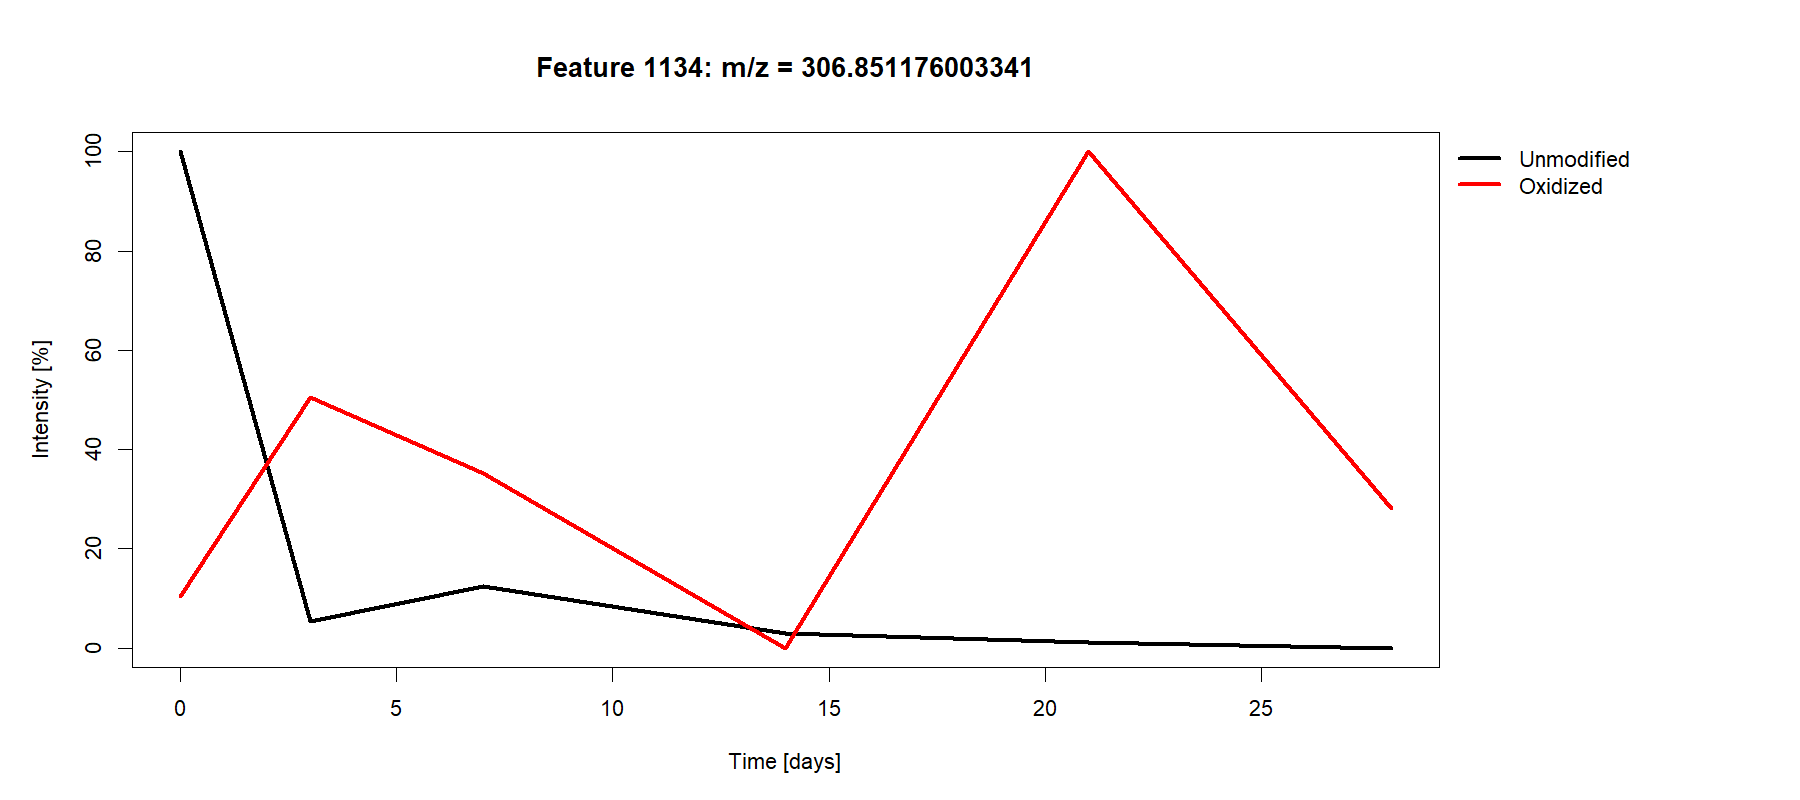 Feature 1134: m/z = 306.851176003341
Unmodified
Oxidized
Intensity [%]
100
80
60
40
20
0
0 5 10 15 20 25
Time [days]